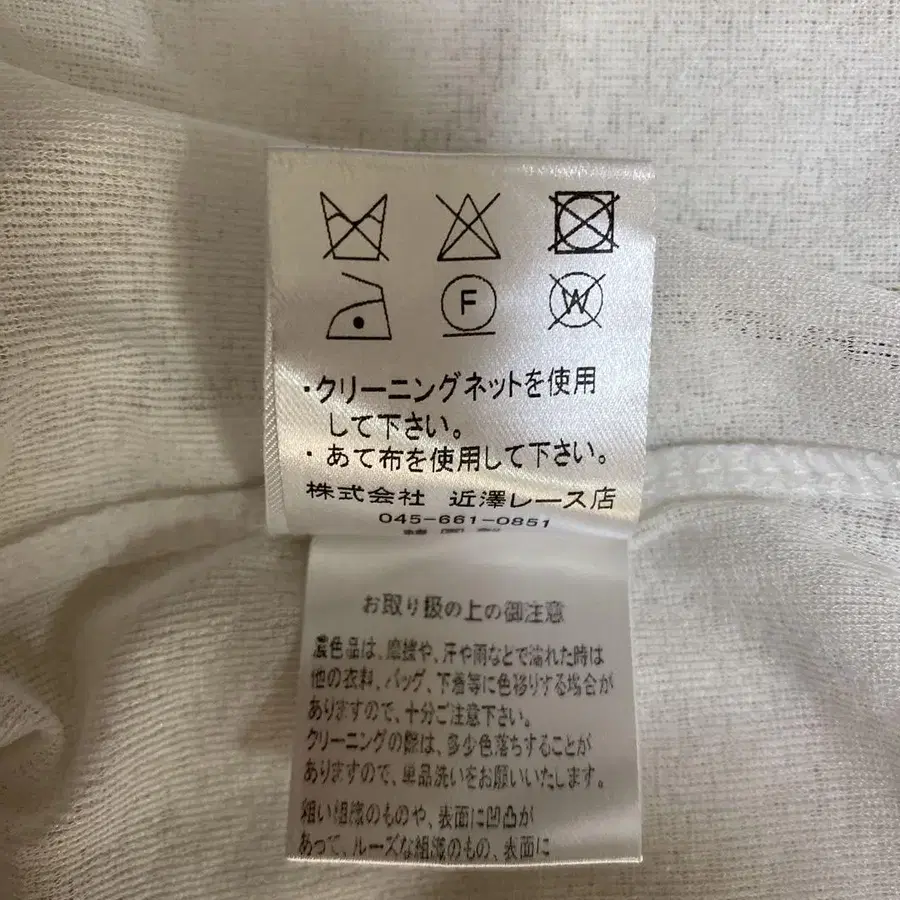 F
W
・クリーニングネットを使用
して下さい。
・あて布を使用して下さい。
株式会社 近澤レース店
045-661-0851
お取り扱の上の御注意
濃色品は、摩擦や、汗や雨などで濡れた時は
他の衣料、バッグ、下着等に色移りする場合が
ありますので、十分ご注意下さい。
クリーニングの際は、多少色落ちすることが
ありますので、単品洗いをお願いいたします。
粗い組織のものや、表面に凹凸が
あって、ルーズな組織のもの、表面に